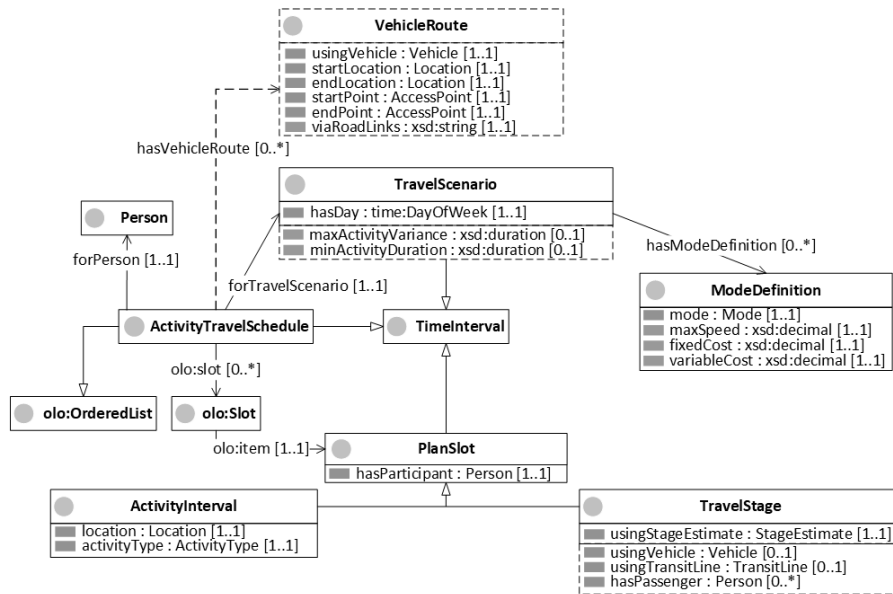 VehicleRoute
usingVehicle : Vehicle [1..1]
startLocation : Location [1..1]
endLocation : Location [1..1]
startPoint : AccessPoint [1..1]
endPoint : AccessPoint [1..1]
viaRoadLinks : xsd:string [1..1]
hasVehicleRoute [0..*]
TravelScenario
hasDay : time:DayOfWeek [1..1]
maxActivityVariance : xsd:duration [0..1]
minActivityDuration : xsd:duration [0..1]
Person
forPerson [1..1]
forTravelScenario [1..1]
hasModeDefinition [0..*]
ModeDefinition
mode : Mode [1..1]
maxSpeed : xsd:decimal [1..1]
fixedCost : xsd:decimal [1..1]
variableCost : xsd:decimal [1..1]
ActivityTravelSchedule
TimeInterval
olo:slot [0..*]
olo:OrderedList
olo:Slot
olo:item [1..1]
PlanSlot
hasParticipant : Person [1..1]
ActivityInterval
location : Location [1..1]
activityType : ActivityType [1..1]
TravelStage
usingStageEstimate : StageEstimate [1..1]
usingVehicle : Vehicle [0..1]
usingTransitLine : TransitLine [0..1]
hasPassenger : Person [0..*]